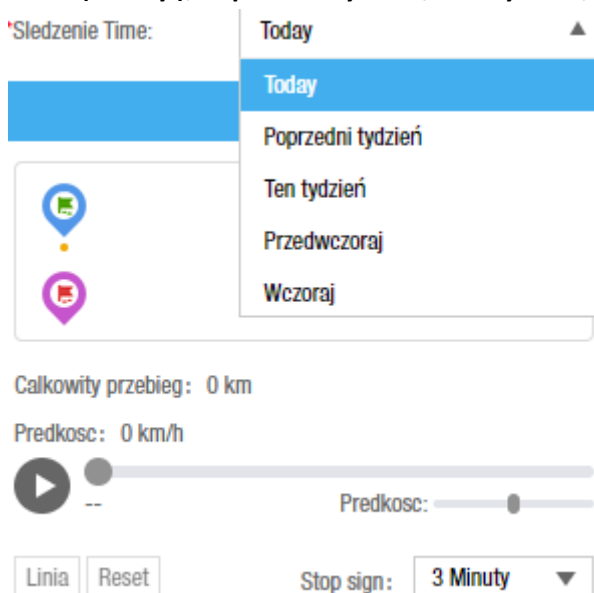 *Sledzenie Time: Today
Today
Poprzedni tydzień
Ten tydzień
Przedwczoraj
Wczoraj
Calkowity przebieg: 0 km
Predkosc: 0 km/h
-- Predkosc:
Linia Reset Stop sign: 3 Minuty